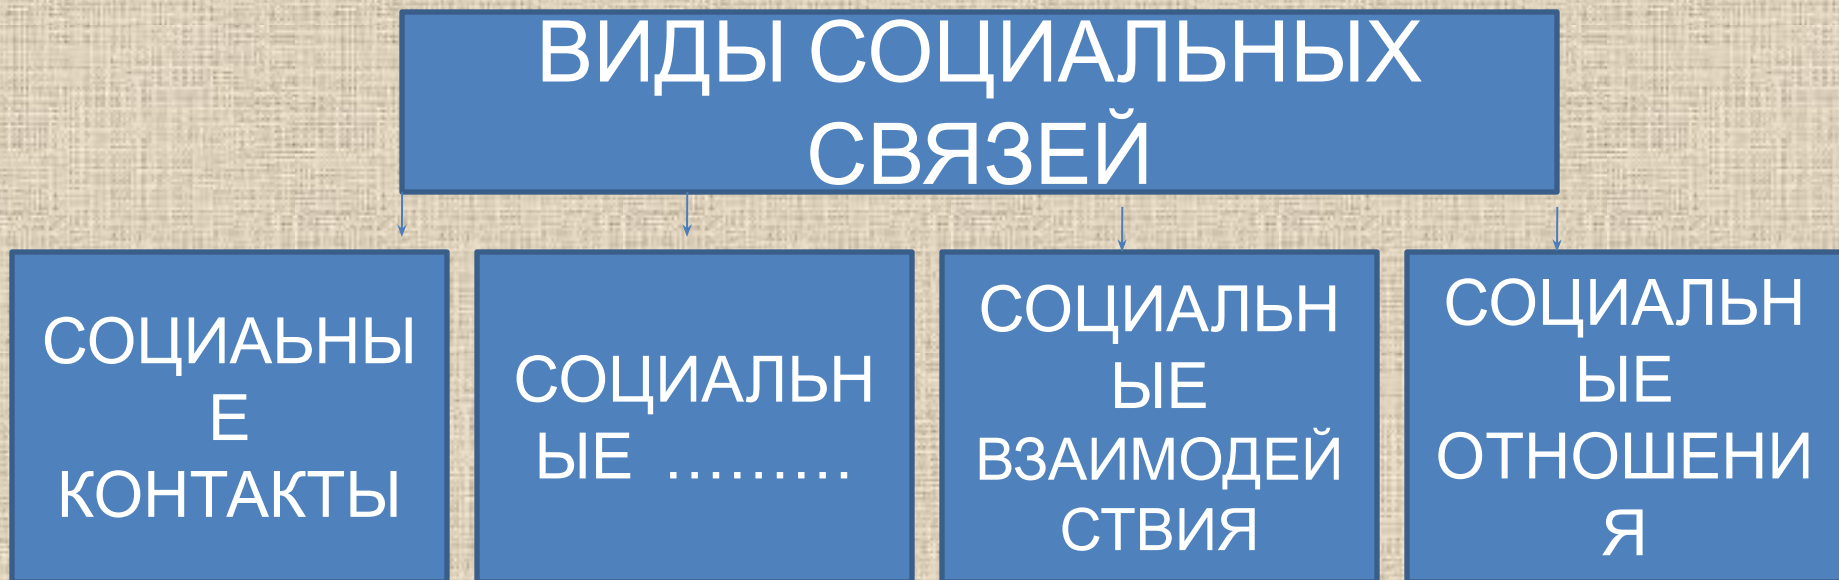 ВИДЫ СОЦИАЛЬНЫХ
СВЯЗЕЙ
СОЦИАЬНЫ
Е
КОНТАКТЫ
СОЦИАЛЬН
ЫЕ ………
СОЦИАЛЬН
ЫЕ
ВЗАИМОДЕЙ
СТВИЯ
СОЦИАЛЬН
ЫЕ
ОТНОШЕНИ
Я